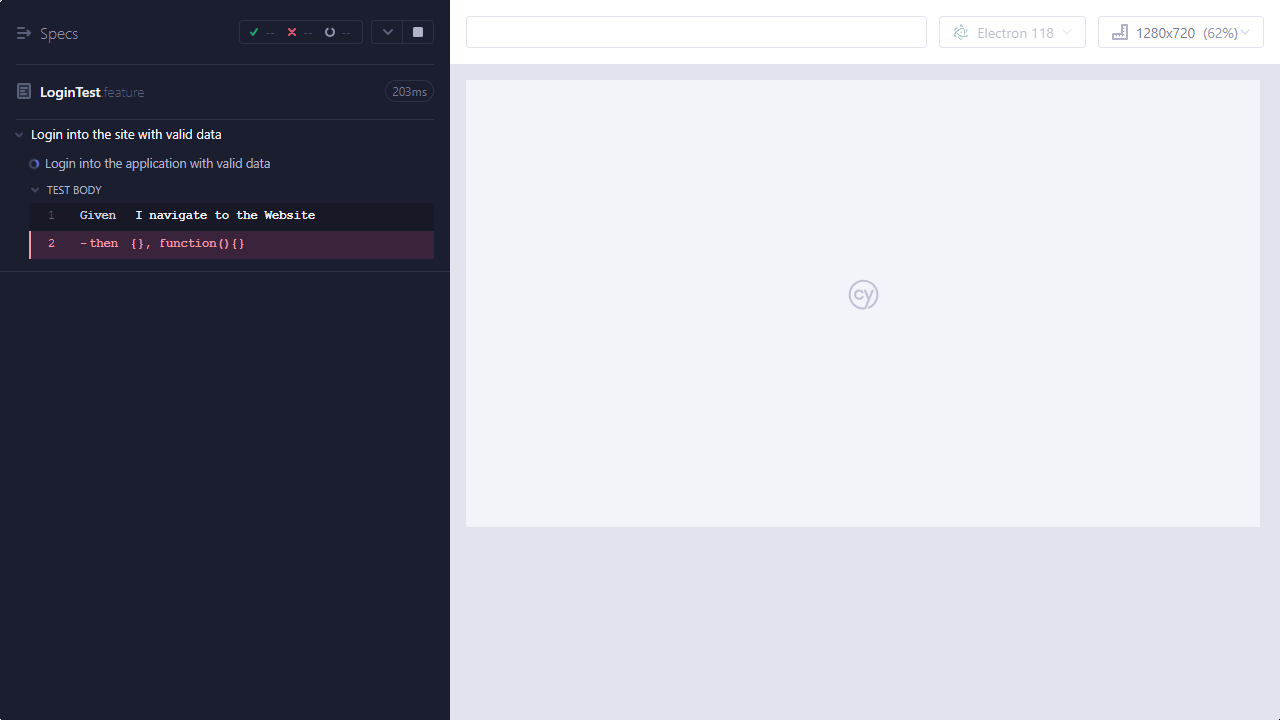 Specs
-- -- --
LoginTest feature
203ms
Login into the site with valid data
Login into the application with valid data
TEST BODY
1 Given I navigate to the Website
2 -then {}, function(){}
Electron 118
1280x720 (62%)
cy